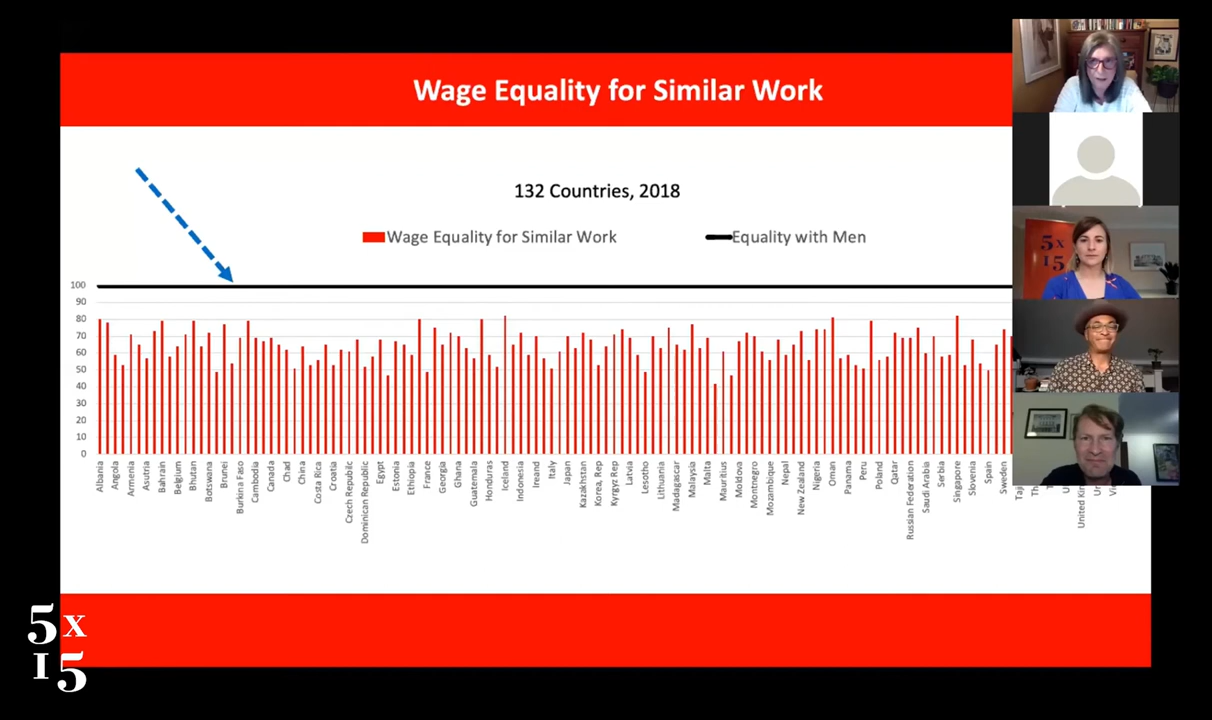 Wage Equality for Similar Work
132 Countries, 2018
Wage Equality for Similar Work
Equality with Men
100
90
80
70
60
50
40
30
20
10
0
Albania
Angola
Armenia
Autria
Bahrain
Belgium
Bhutan
Botswana
Brunei
Burkina Faso
Cambodia
Canada
Chad
China
Costa Rica
Croatia
Czech Republic
Dominican Republic
Egypt
Estonia
Ethiopia
France
Georgia
Ghana
Guatemala
Honduras
Iceland
Indonesia
Ireand
Italy
Japan
Kazakhstan
Korea, Rep
Kyrgyz Rep
Latvia
Lesotho
Lithuania
Madagascar
Malaysia
Malta
Mauritius
Moldova
Montnegro
Mozambique
Nepal
New Zealand
Nigeria
Oman
Panama
Peru
Poland
Qatar
Russian Federation
Saudi Arabia
Serbia
Singapore
Slovenia
Spain
Sweden
5x
15
5x
15